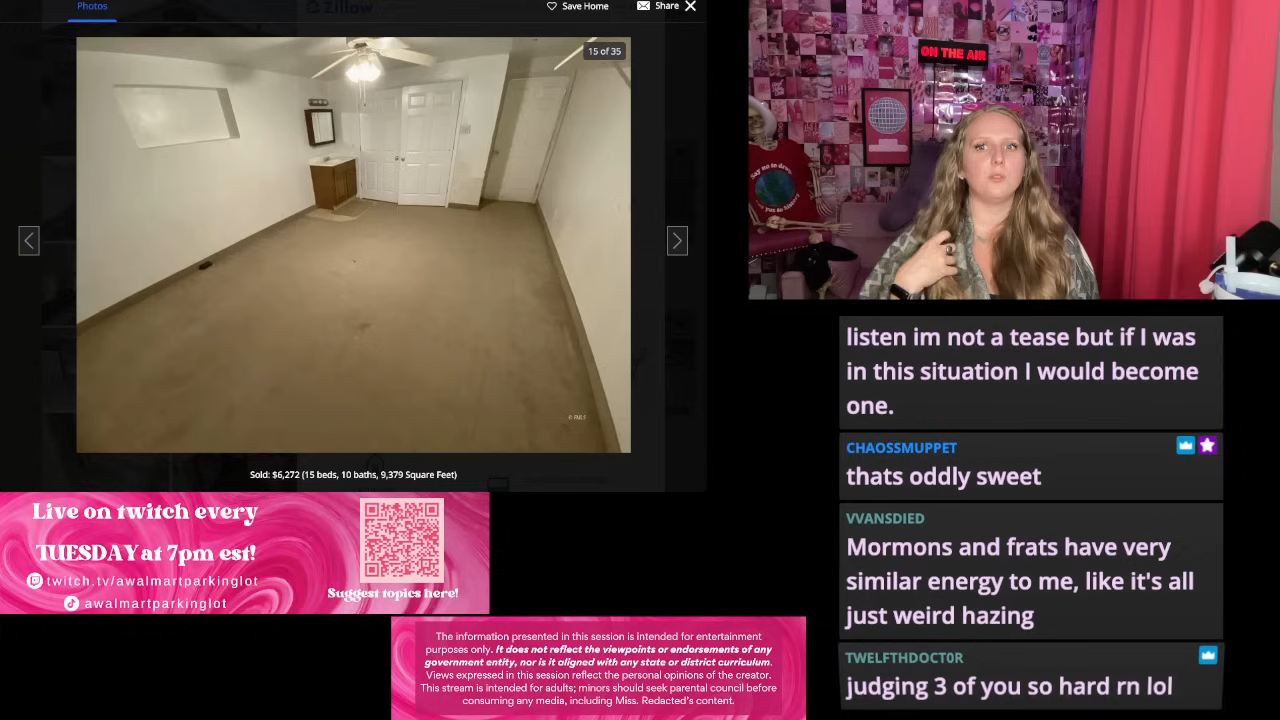 Photos
Zillow
Save Home
Share
15 of 35
© FMLS
Sold: $6,272 (15 beds, 10 baths, 9,379 Square Feet)
ON THE AIR
Live on twitch every
TUESDAY at 7pm est!
twitch.tv/awalmartparkinglot
awalmartparkinglot
Suggest topics here!
The information presented in this session is intended for entertainment
purposes only. It does not reflect the viewpoints or endorsements of any
government entity, nor is it aligned with any state or district curriculum.
Views expressed in this session reflect the personal opinions of the creator.
This stream is intended for adults; minors should seek parental council before
consuming any media, including Miss. Redacted's content.
listen im not a tease but if I was
in this situation I would become
one.
CHAOSSMUPPET
thats oddly sweet
VVANSDIED
Mormons and frats have very
similar energy to me, like it's all
just weird hazing
TWELFTHDOCT0R
judging 3 of you so hard rn lol